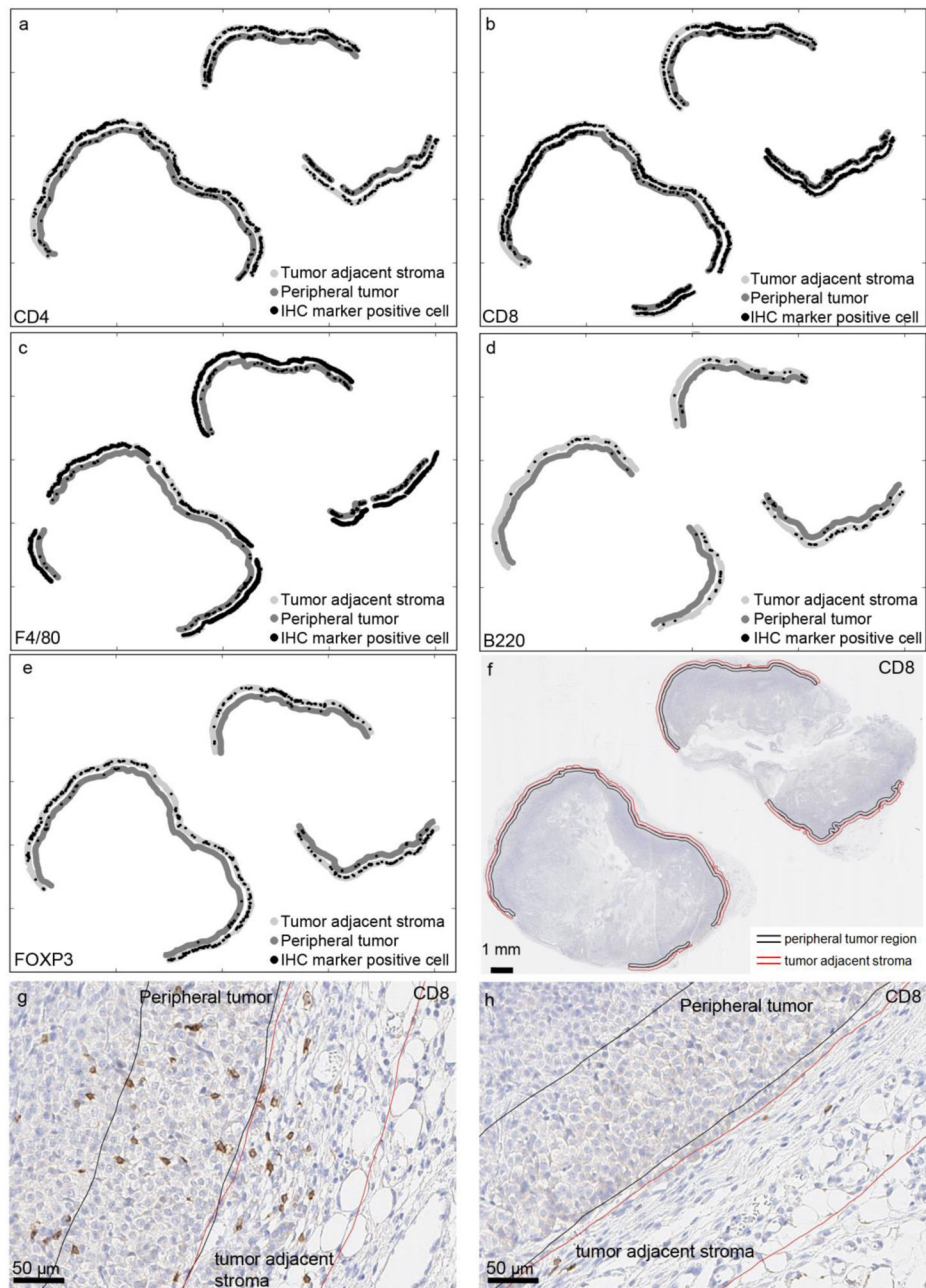 a
Tumor adjacent stroma
Peripheral tumor
IHC marker positive cell
CD4
b
Tumor adjacent stroma
Peripheral tumor
IHC marker positive cell
CD8
c
Tumor adjacent stroma
Peripheral tumor
IHC marker positive cell
F4/80
d
Tumor adjacent stroma
Peripheral tumor
IHC marker positive cell
B220
e
Tumor adjacent stroma
Peripheral tumor
IHC marker positive cell
FOXP3
f
CD8
1 mm
peripheral tumor region
tumor adjacent stroma
g
Peripheral tumor
CD8
50 µm
tumor adjacent
stroma
h
CD8
Peripheral tumor
50 µm
tumor adjacent stroma